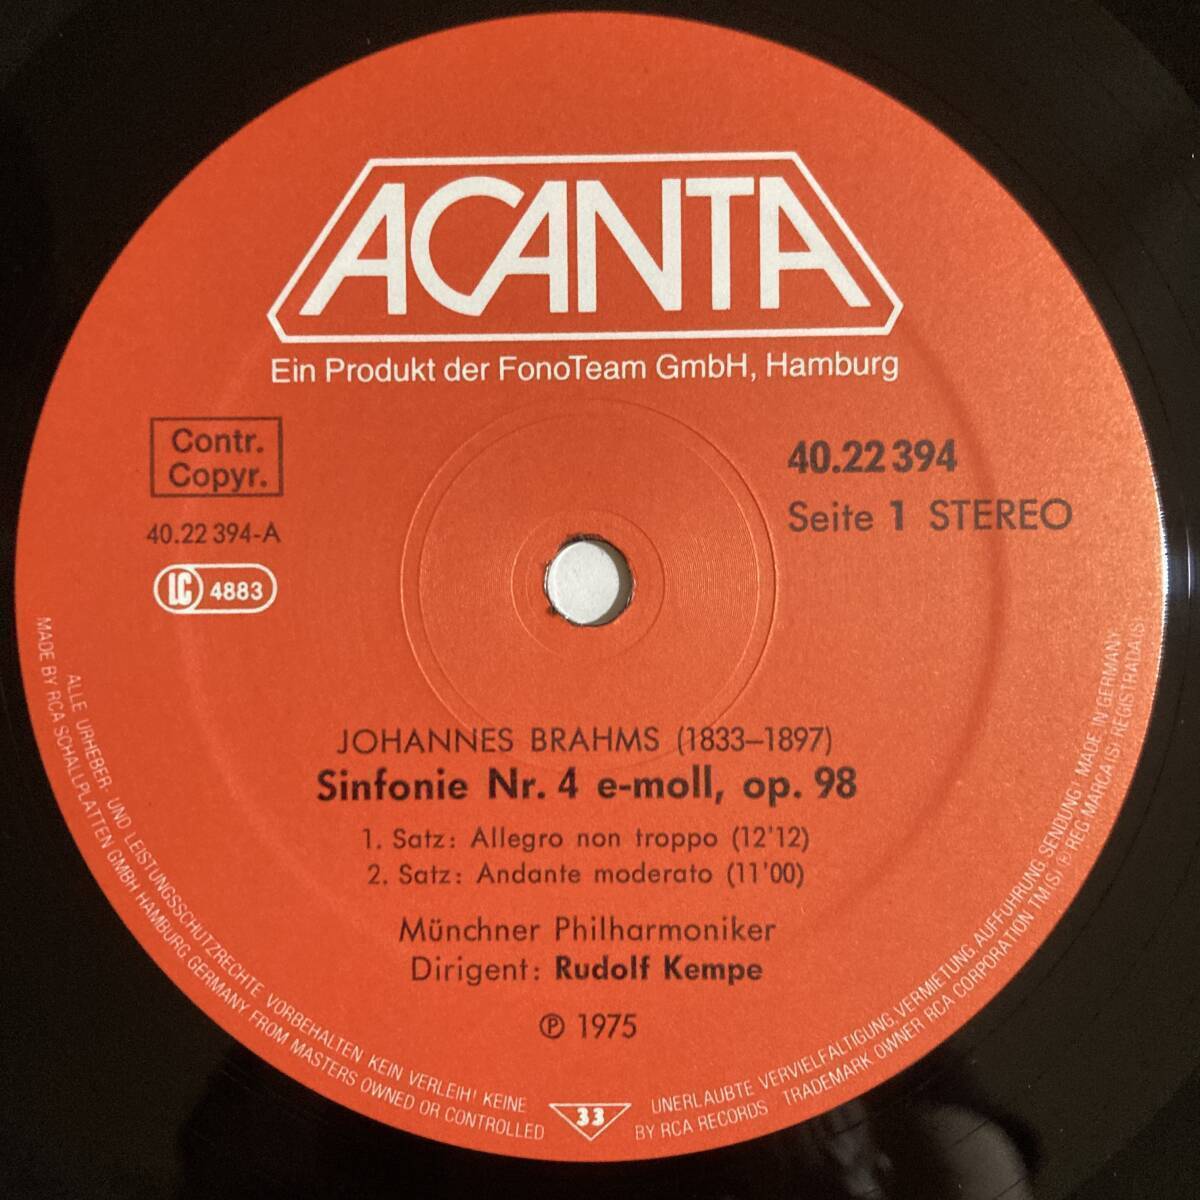 ACANTA
Ein Produkt der FonoTeam GmbH, Hamburg
Contr.
Copyr.
40.22 394-A
LC 4883
40.22 394
Seite 1 STEREO
JOHANNES BRAHMS (1833–1897)
Sinfonie Nr. 4 e-moll, op. 98
1. Satz: Allegro non troppo (12'12)
2. Satz: Andante moderato (11'00)
Münchner Philharmoniker
Dirigent: Rudolf Kempe
℗ 1975
ALLE URHEBER- UND LEISTUNGSSCHUTZRECHTE VORBEHALTEN KEIN VERLEIH! KEINE
UNERLAUBTE VERVIELFÄLTIGUNG, VERMIETUNG, AUFFÜHRUNG, SENDUNG · MADE IN GERMANY
MADE BY RCA SCHALLPLATTEN GMBH HAMBURG GERMANY FROM MASTERS OWNED OR CONTROLLED
BY RCA RECORDS TRADEMARK OWNER RCA CORPORATION TM(S) ® REG MARCA(S) REGISTRADA(S)
33